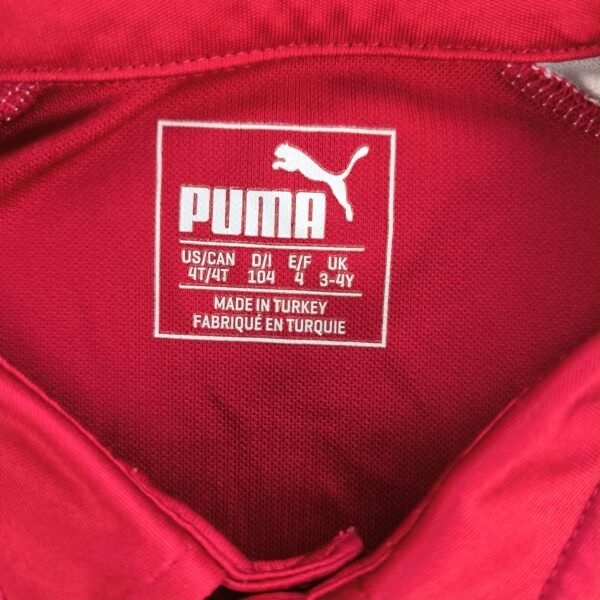 PUMA
US/CAN D/I E/F UK
4T/4T 104 4 3-4Y
MADE IN TURKEY
FABRIQUÉ EN TURQUIE